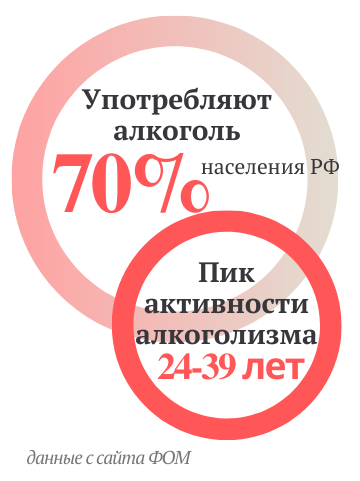 Употребляют
алкоголь
70% населения РФ
Пик
активности
алкоголизма
24-39 лет
данные с сайта ФОМ